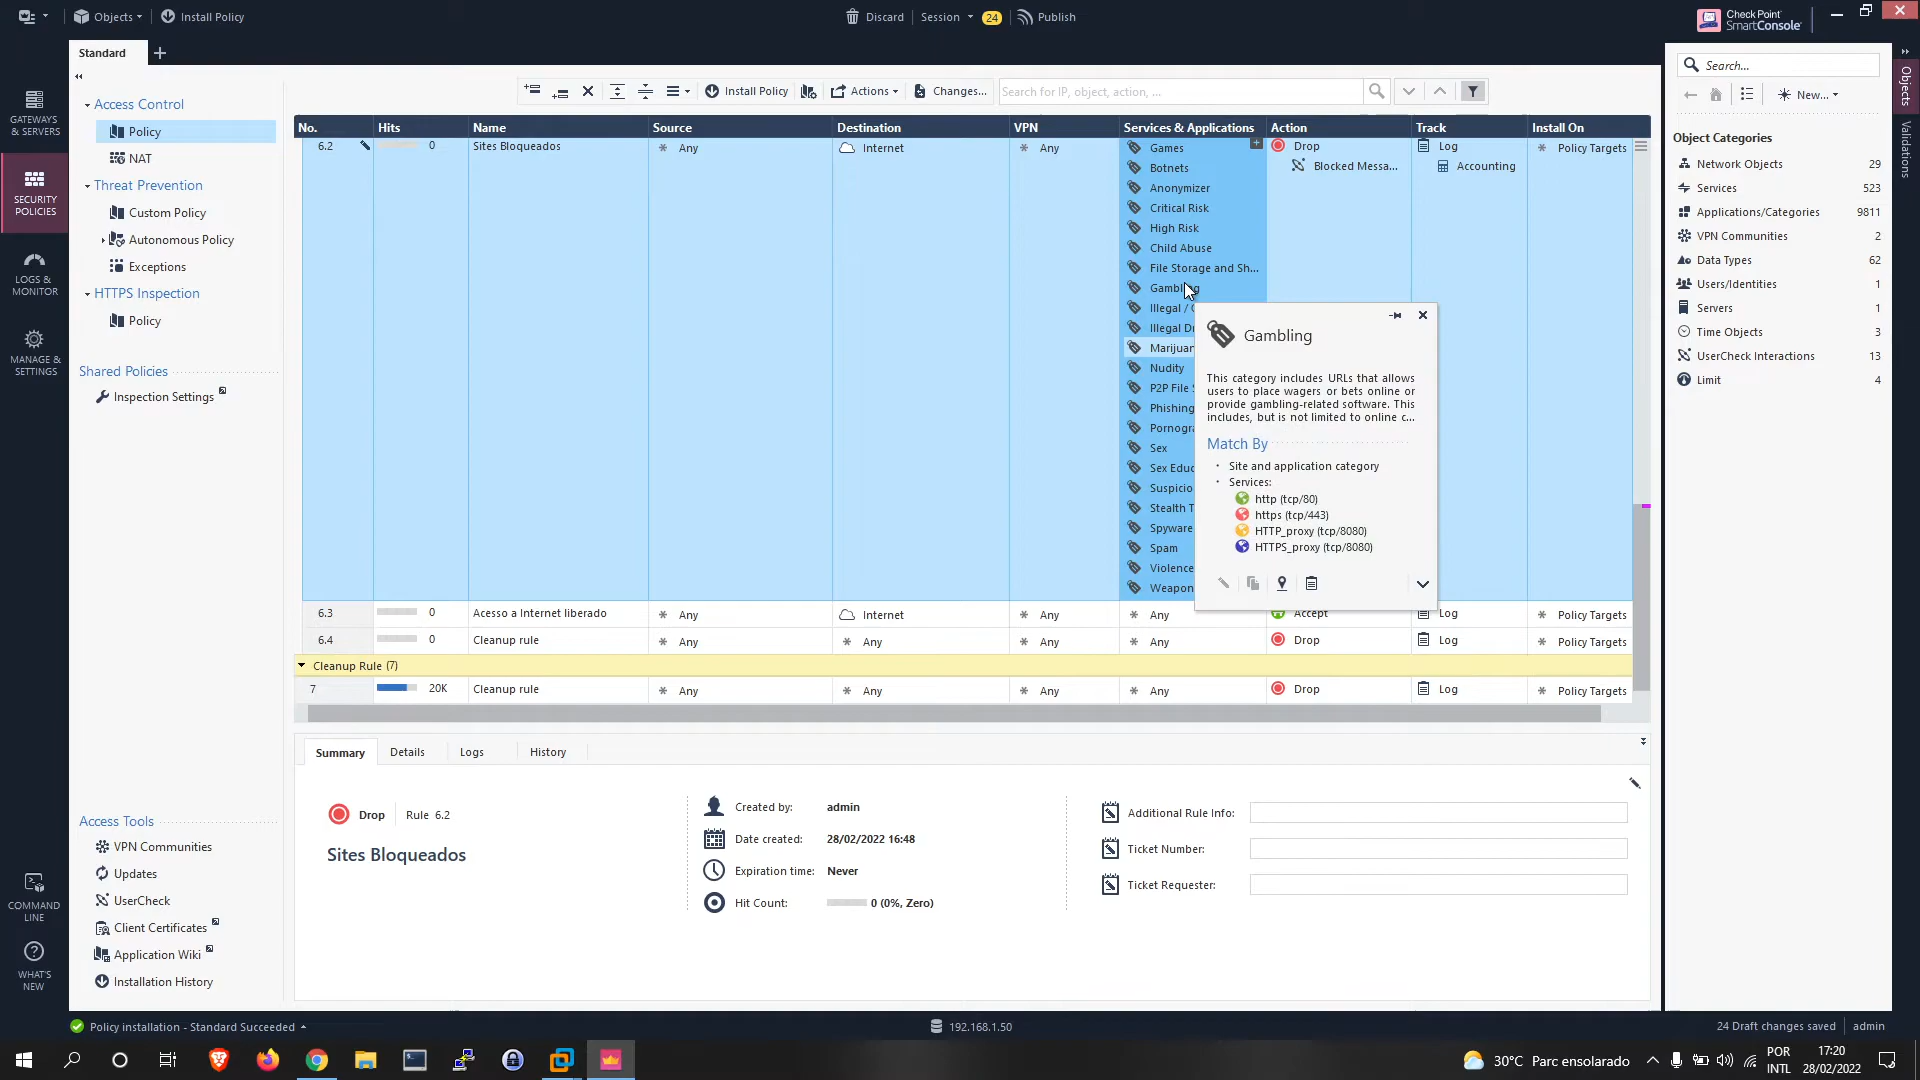 Objects
Install Policy
Discard
Session
24
Publish
Check Point
SmartConsole
Standard
GATEWAYS
& SERVERS
SECURITY
POLICIES
LOGS &
MONITOR
MANAGE &
SETTINGS
COMMAND
LINE
WHAT'S
NEW
Access Control
Policy
NAT
Threat Prevention
Custom Policy
Autonomous Policy
Exceptions
HTTPS Inspection
Policy
Shared Policies
Inspection Settings
Access Tools
VPN Communities
Updates
UserCheck
Client Certificates
Application Wiki
Installation History
Install Policy
Actions
Changes...
Search for IP, object, action, ...
No. Hits Name Source Destination VPN Services & Applications Action Track Install On
6.2 0 Sites Bloqueados Any Internet Any Games Drop Log Policy Targets
Botnets Blocked Messa... Accounting
Anonymizer
Critical Risk
High Risk
Child Abuse
File Storage and Sh...
Gambling
Illegal /
Illegal
Nudity
P2P File
Phishing
Sex
Sex
Stealth
Spyware
Spam
Violence
Weapon
Gambling
This category includes URLs that allows
users to place wagers or bets online or
provide gambling-related software. This
includes, but is not limited to online c...
Match By
Site and application category
Services:
http (tcp/80)
https (tcp/443)
HTTP_proxy (tcp/8080)
HTTPS_proxy (tcp/8080)
6.3 0 Acesso a Internet liberado Any Internet Any Any Accept Log Policy Targets
6.4 0 Cleanup rule Any Any Any Any Drop Log Policy Targets
Cleanup Rule (7)
7 20K Cleanup rule Any Any Any Any Drop Log Policy Targets
Summary Details Logs History
Drop Rule 6.2
Sites Bloqueados
Created by: admin
Date created: 28/02/2022 16:48
Expiration time: Never
Hit Count: 0 (0%, Zero)
Additional Rule Info:
Ticket Number:
Ticket Requester:
Search...
New...
Object Categories
Network Objects 29
Services 523
Applications/Categories 9811
VPN Communities 2
Data Types 62
Users/Identities 1
Servers 1
Time Objects 3
UserCheck Interactions 13
Limit 4
Objects
Validations
Policy installation - Standard Succeeded
192.168.1.50
24 Draft changes saved
admin
30°C Parc ensolarado
POR
INTL
17:20
28/02/2022